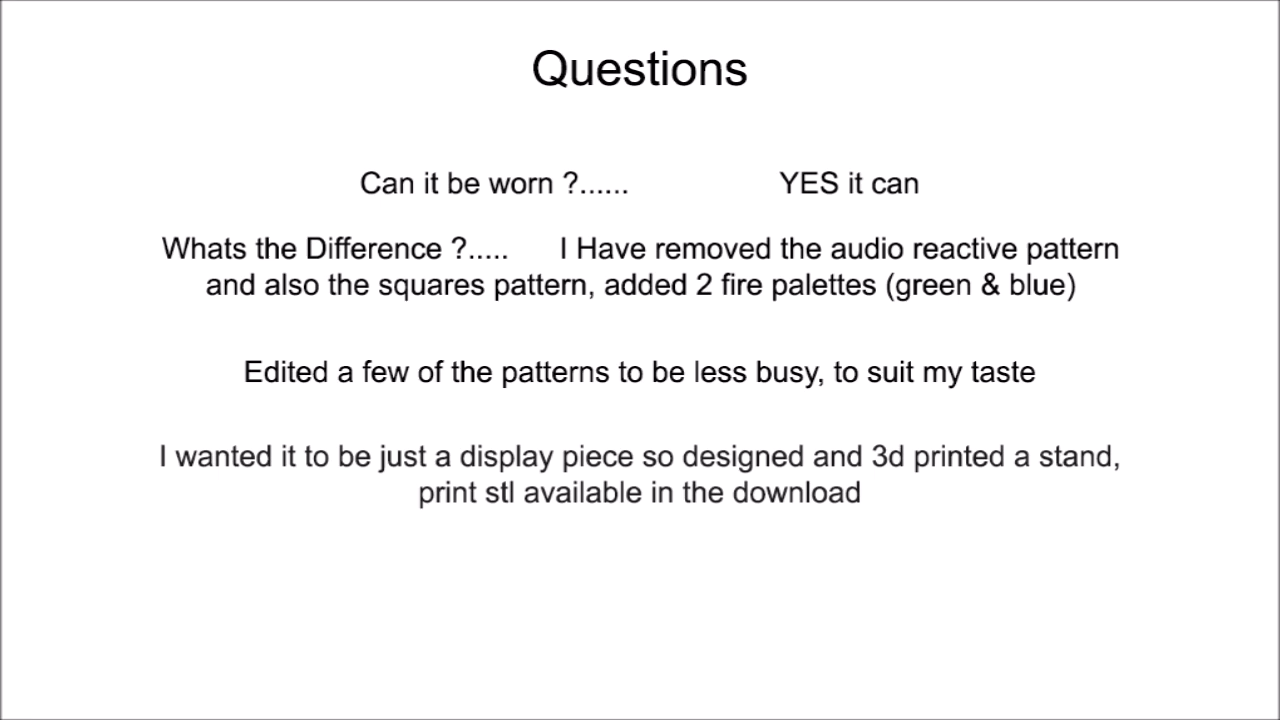 Questions
Can it be worn ?...... YES it can
Whats the Difference ?..... I Have removed the audio reactive pattern
and also the squares pattern, added 2 fire palettes (green & blue)
Edited a few of the patterns to be less busy, to suit my taste
I wanted it to be just a display piece so designed and 3d printed a stand,
print stl available in the download